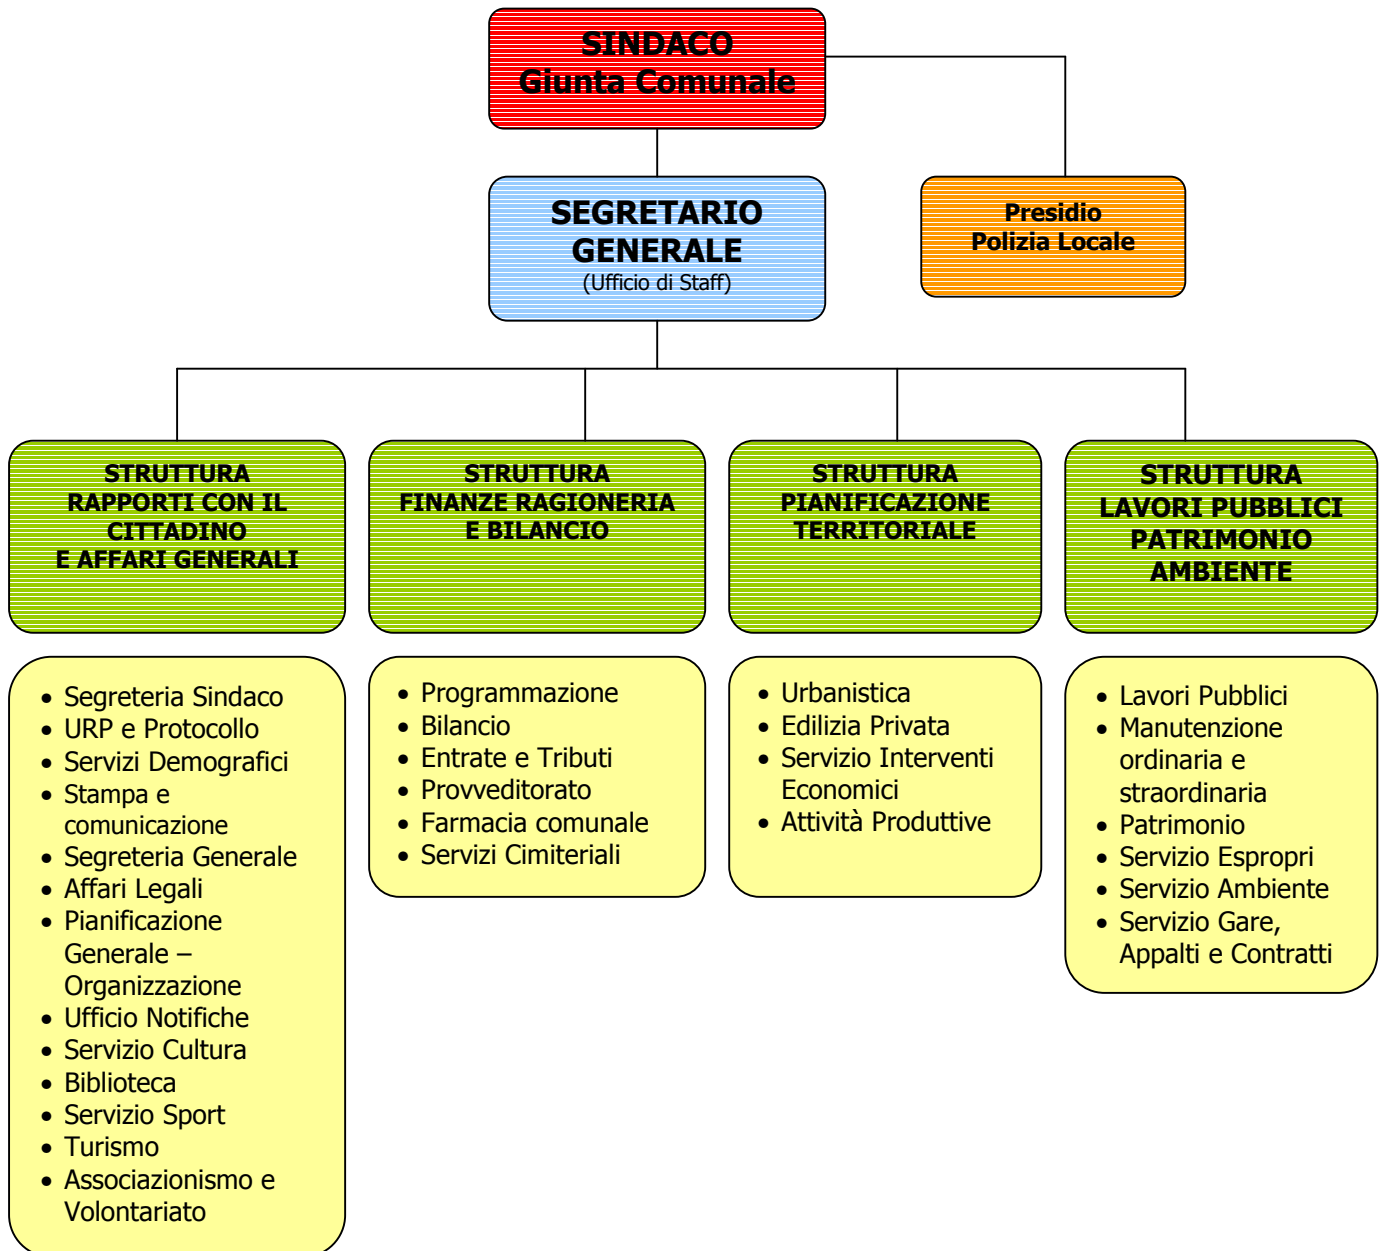 SINDACO
Giunta Comunale
SEGRETARIO
GENERALE
(Ufficio di Staff)
Presidio
Polizia Locale
STRUTTURA
RAPPORTI CON IL
CITTADINO
E AFFARI GENERALI
STRUTTURA
FINANZE RAGIONERIA
E BILANCIO
STRUTTURA
PIANIFICAZIONE
TERRITORIALE
STRUTTURA
LAVORI PUBBLICI
PATRIMONIO
AMBIENTE
• Segreteria Sindaco
• URP e Protocollo
• Servizi Demografici
• Stampa e
comunicazione
• Segreteria Generale
• Affari Legali
• Pianificazione
Generale –
Organizzazione
• Ufficio Notifiche
• Servizio Cultura
• Biblioteca
• Servizio Sport
• Turismo
• Associazionismo e
Volontariato
• Programmazione
• Bilancio
• Entrate e Tributi
• Provveditorato
• Farmacia comunale
• Servizi Cimiteriali
• Urbanistica
• Edilizia Privata
• Servizio Interventi
Economici
• Attività Produttive
• Lavori Pubblici
• Manutenzione
ordinaria e
straordinaria
• Patrimonio
• Servizio Espropri
• Servizio Ambiente
• Servizio Gare,
Appalti e Contratti